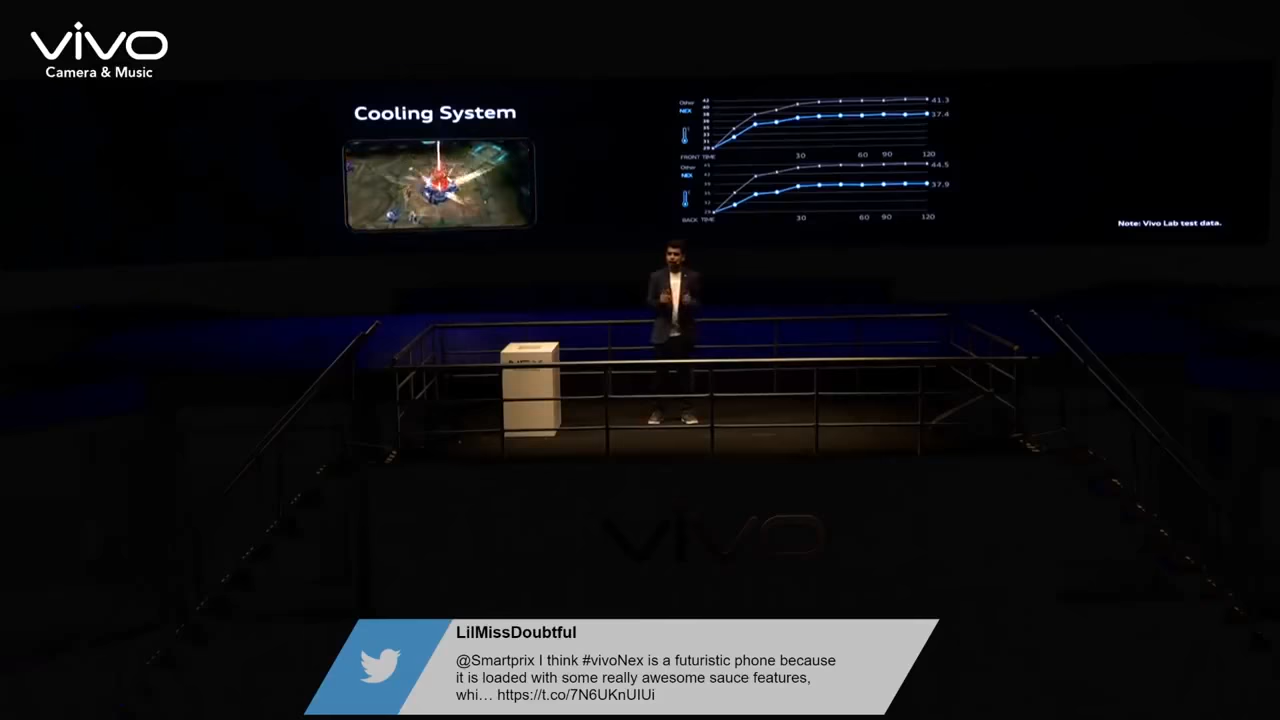 vivo
Camera & Music
Cooling System
Other
NEX
41.3
37.4
FRONT TIME
30
60
90
120
Other
NEX
44.5
37.9
BACK TIME
30
60
90
120
Note: Vivo Lab test data.
NEX
vivo
LilMissDoubtful
@Smartprix I think #vivoNex is a futuristic phone because
it is loaded with some really awesome sauce features,
whi… https://t.co/7N6UKnUIUi